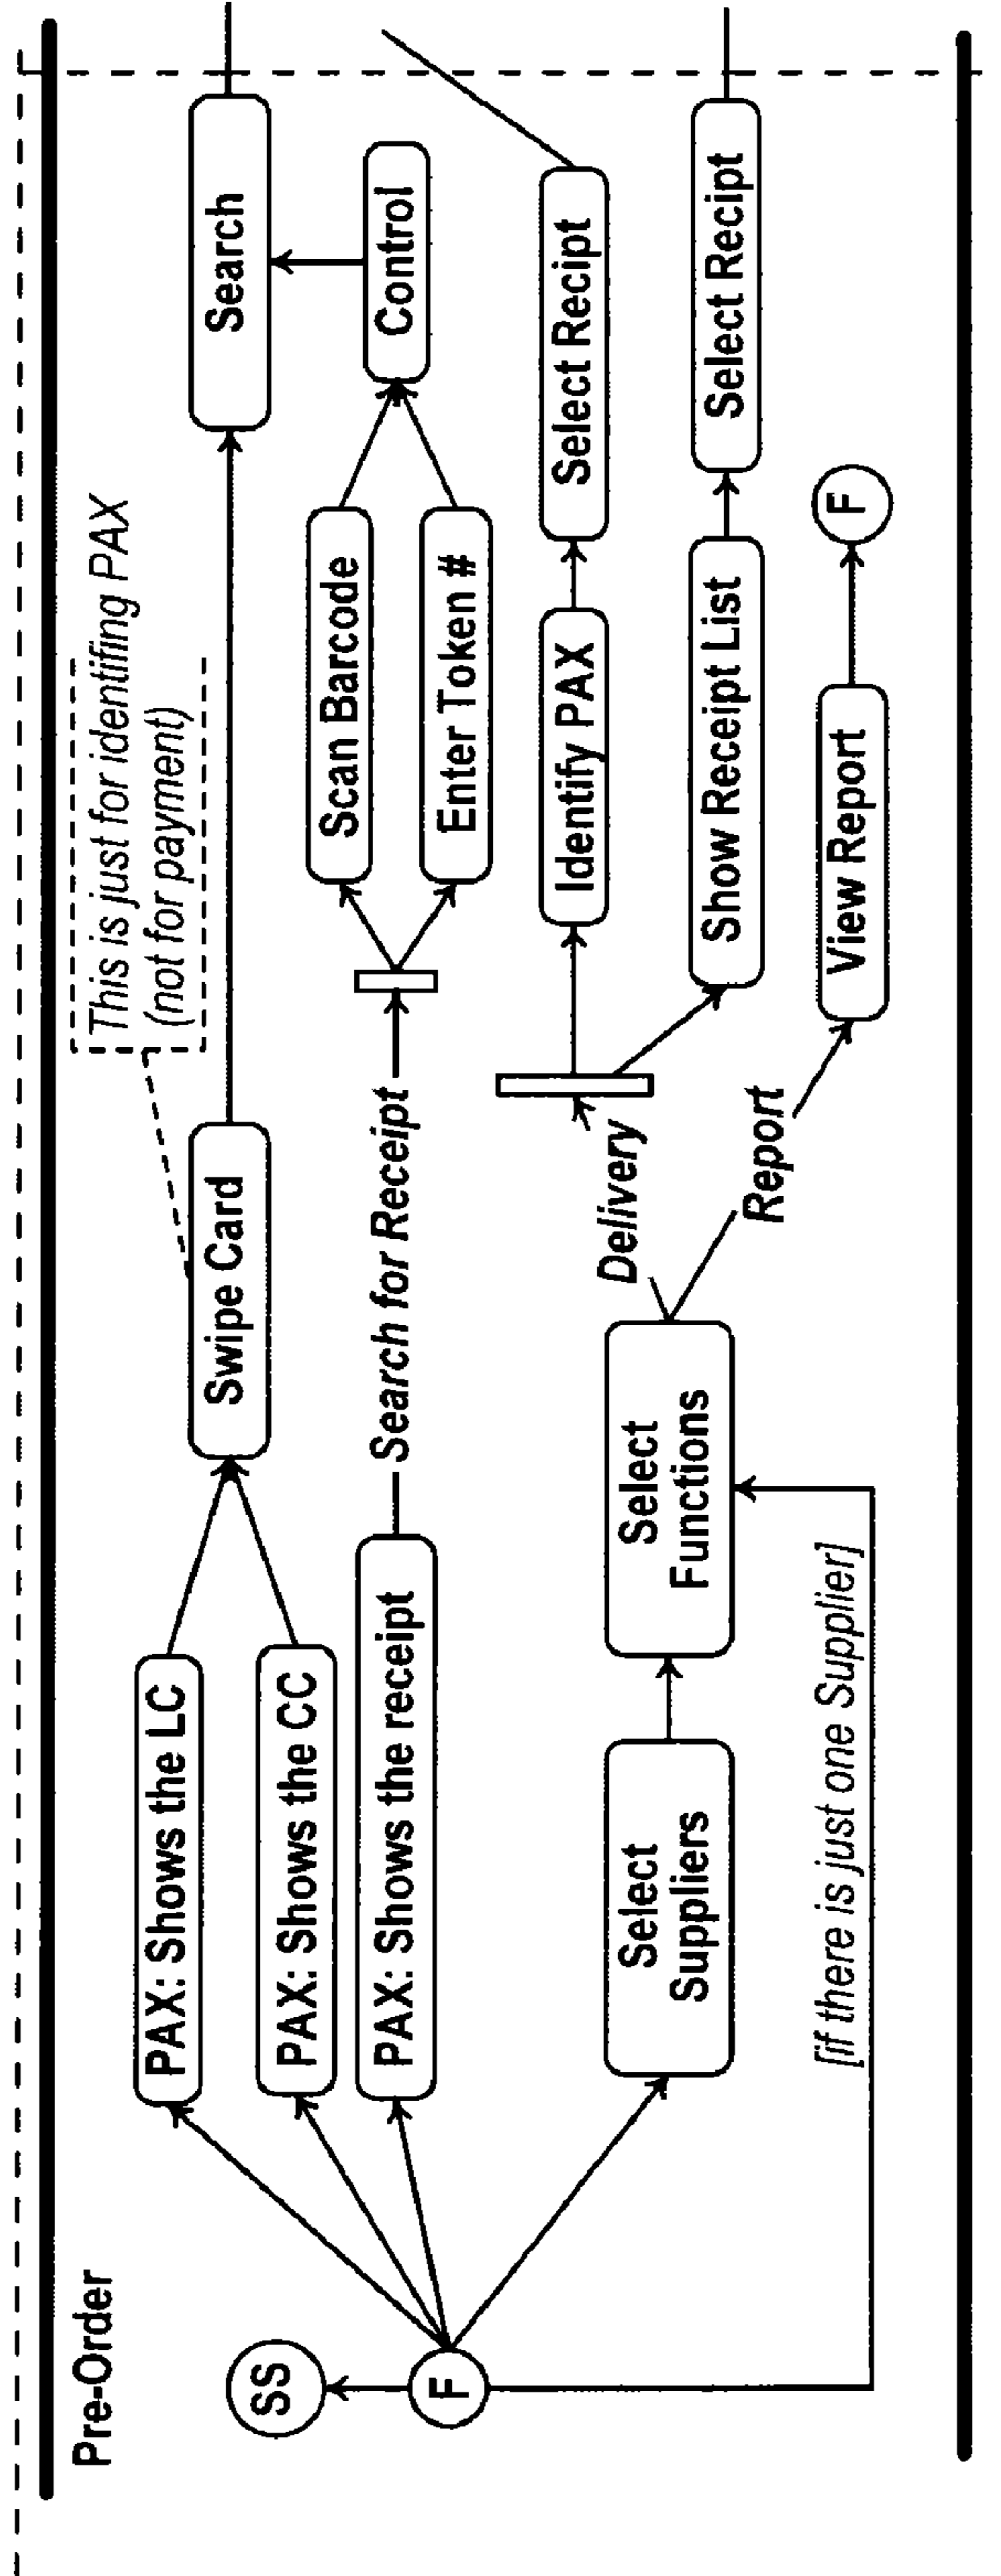 Pre-Order
SS
F
PAX: Shows the LC
PAX: Shows the CC
PAX: Shows the receipt
Swipe Card
This is just for identifing PAX
(not for payment)
Search
Search for Receipt
Scan Barcode
Enter Token #
Control
Select
Suppliers
[if there is just one Supplier]
Select
Functions
Delivery
Report
Identify PAX
Select Recipt
Show Receipt List
Select Recipt
View Report
F